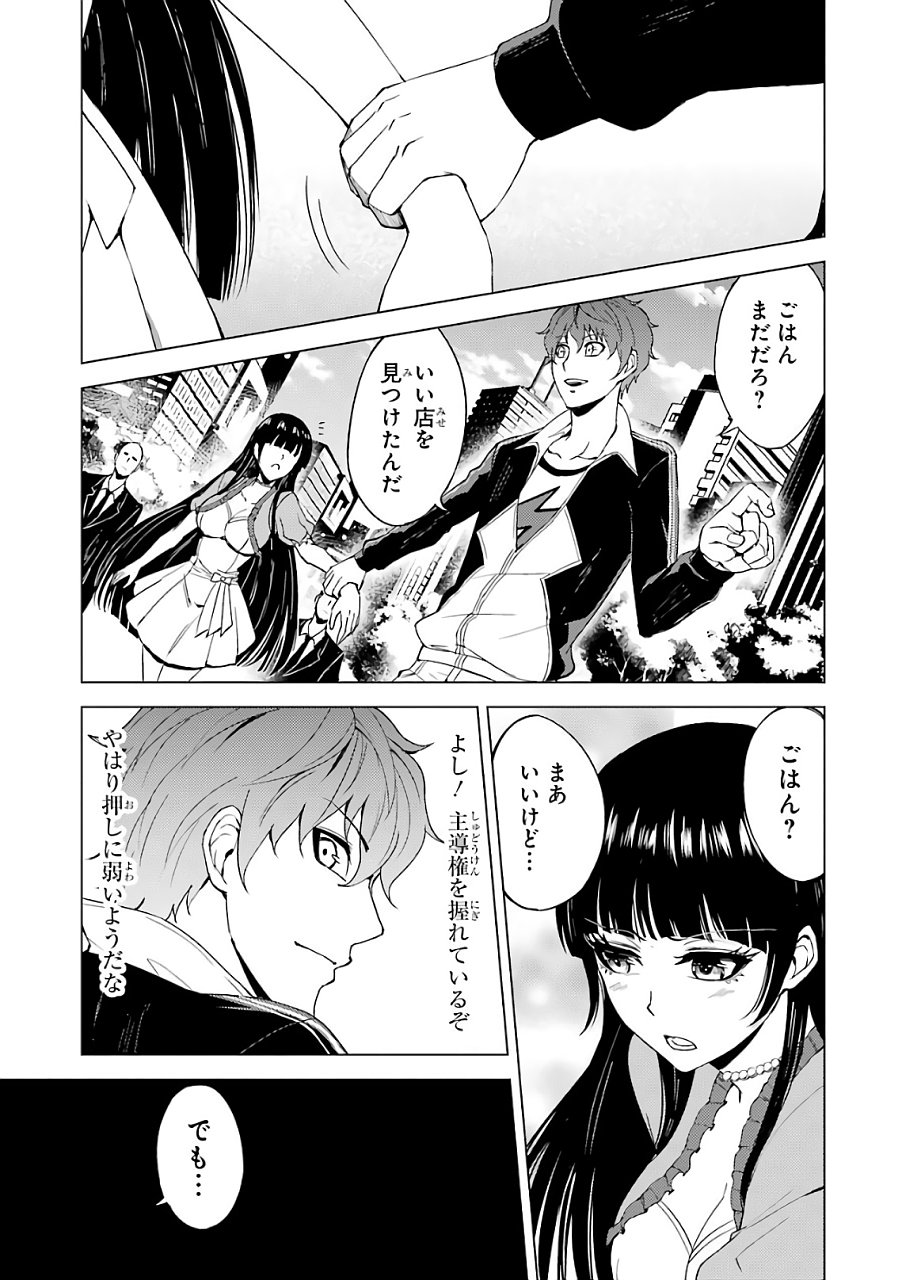 ごはん
まだだろ?
いい店を
見つけたんだ
ごはん?
まあ
いいけど…
よし! 主導権を握れているぞ
やはり押しに弱いようだな
でも…